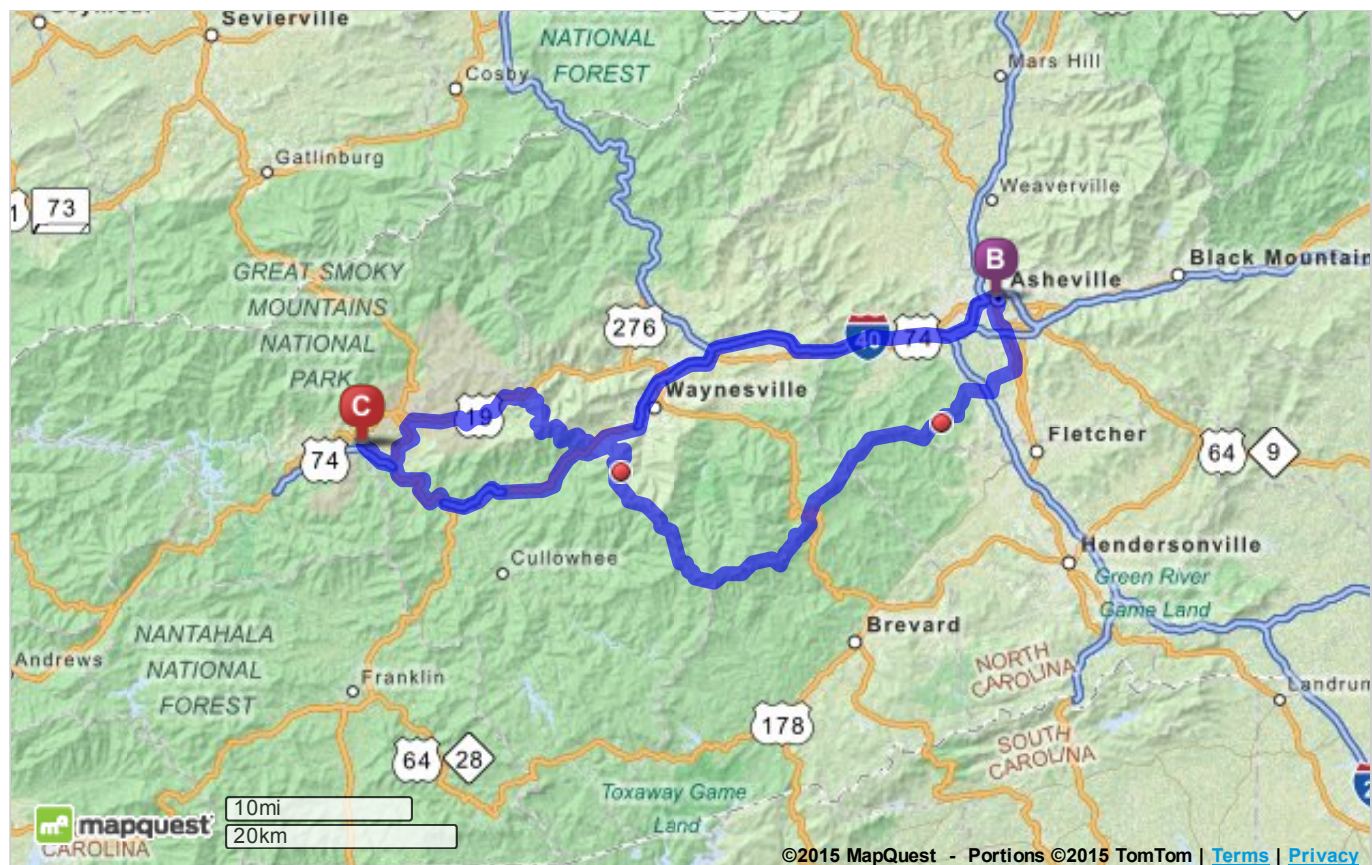 Sevierville
NATIONAL
FOREST
Cosby
Mars Hill
Gatlinburg
73
Weaverville
GREAT SMOKY
MOUNTAINS
NATIONAL
PARK
B
Asheville
Black Mountain
276
40
74
Waynesville
C
19
74
Fletcher
64
9
Cullowhee
Hendersonville
Green River
Game Land
Brevard
NANTAHALA
NATIONAL
FOREST
Andrews
Franklin
NORTH
CAROLINA
SOUTH
CAROLINA
Landrum
178
64
28
Toxaway Game
Land
10mi
20km
mapquest
CAROLINA
©2015 MapQuest - Portions ©2015 TomTom | Terms | Privacy